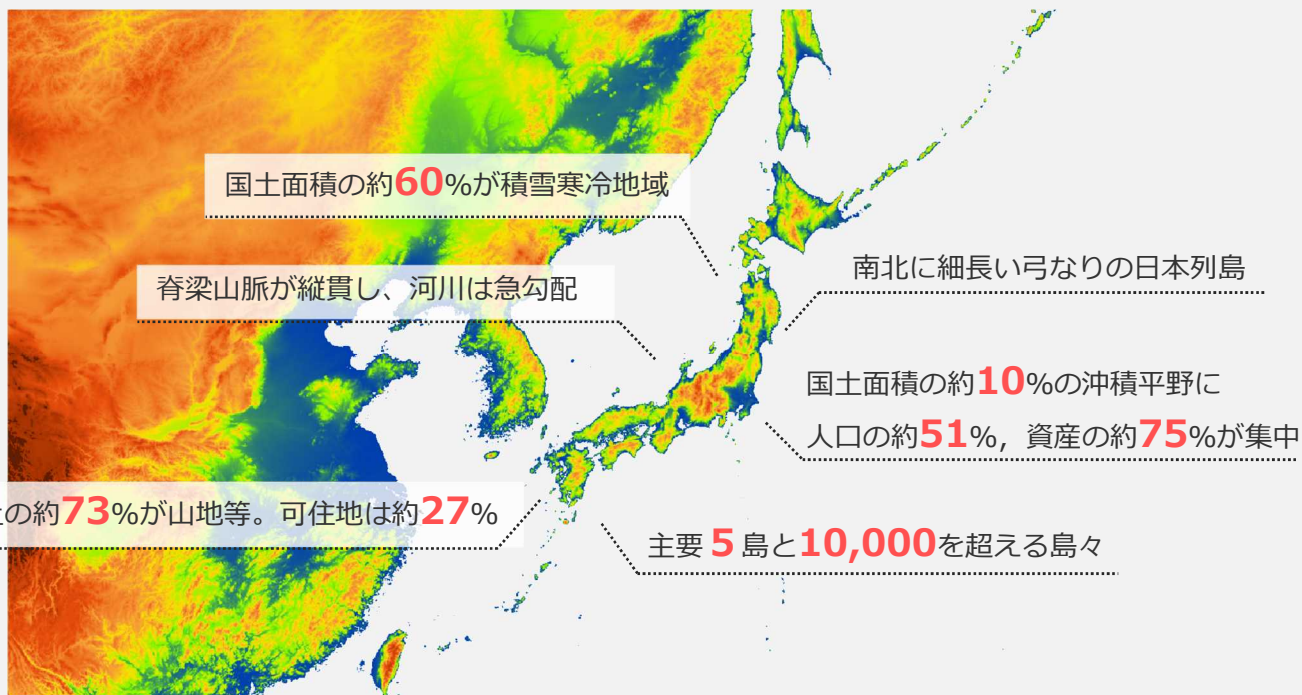 国土面積の約60%が積雪寒冷地域
南北に細長い弓なりの日本列島
脊梁山脈が縦貫し、河川は急勾配
国土面積の約10%の沖積平野に
人口の約51%，資産の約75%が集中
の約73%が山地等。可住地は約27%
主要5島と10,000を超える島々